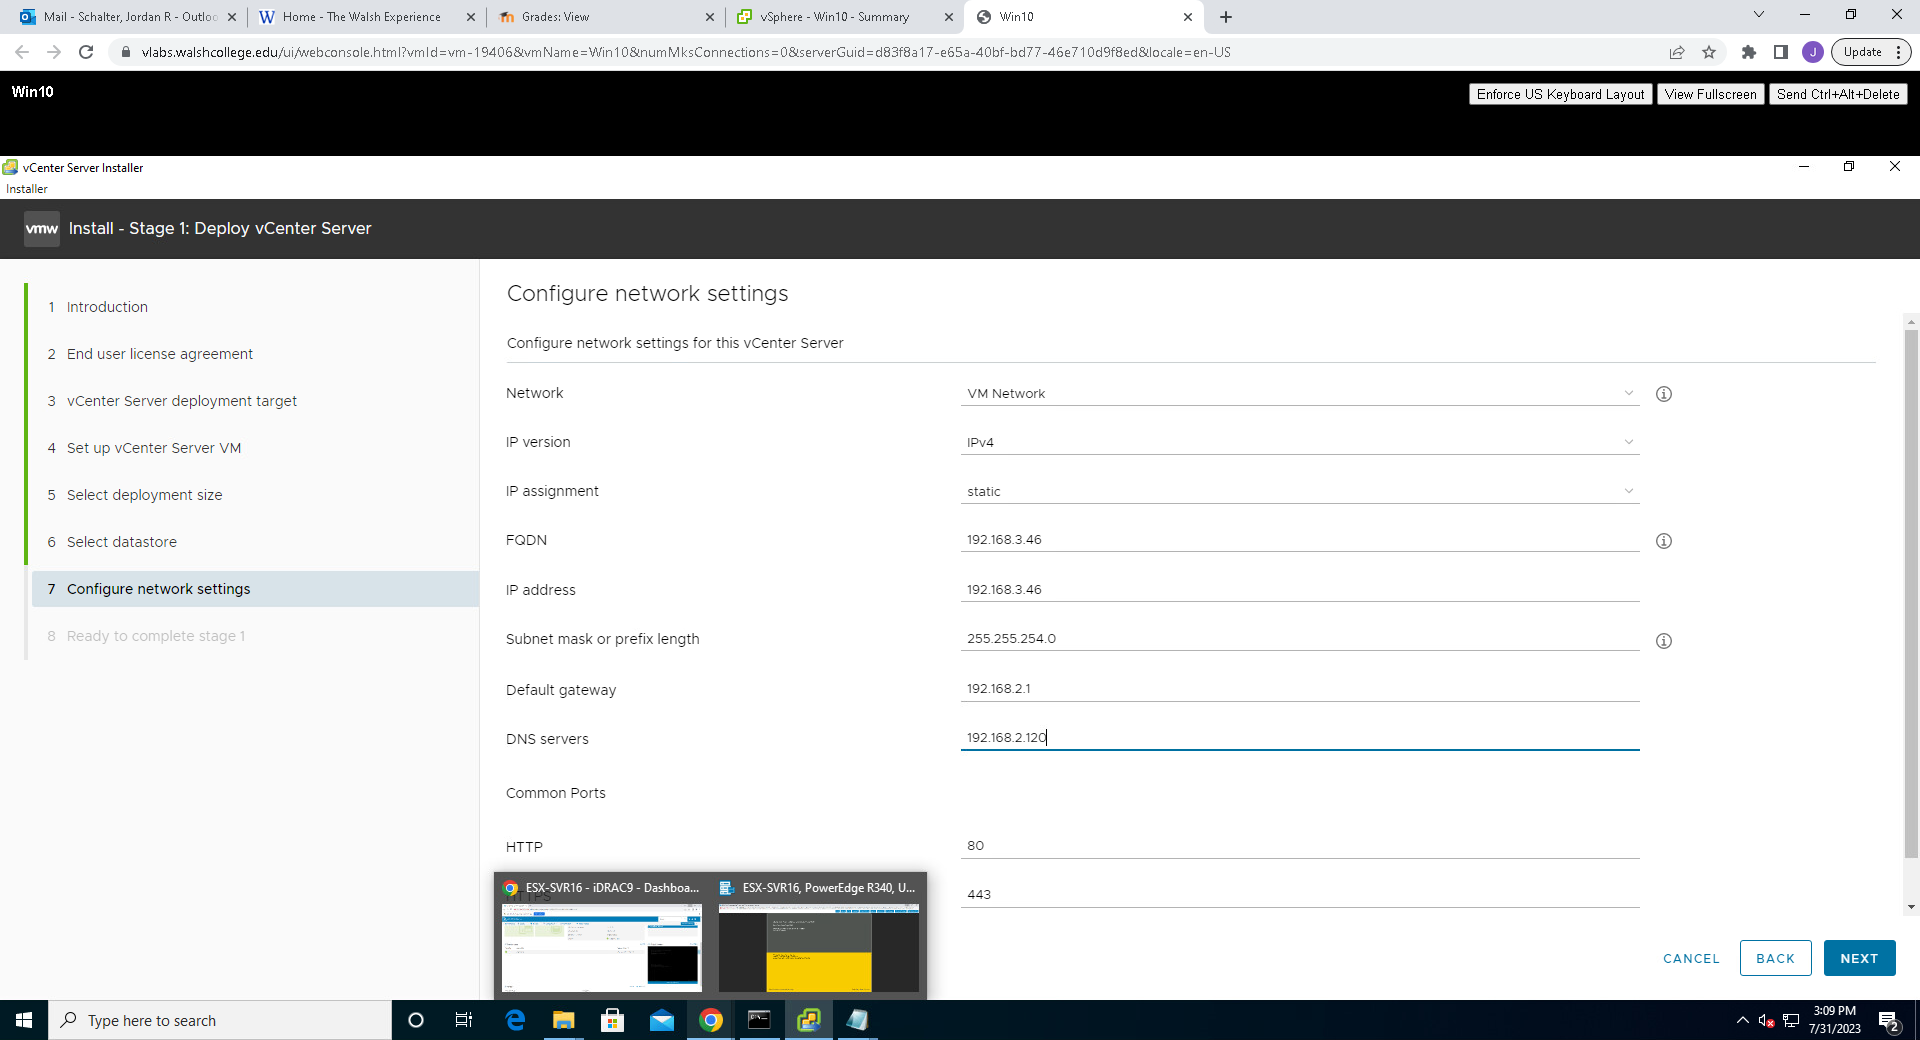 Mail - Schalter, Jordan R - Outloo
Home - The Walsh Experience
Grades: View
vSphere - Win10 - Summary
Win10
vlabs.walshcollege.edu/ui/webconsole.html?vmId=vm-19406&vmName=Win10&numMksConnections=0&serverGuid=d83f8a17-e65a-40bf-bd77-46e710d9f8ed&locale=en-US
J
Update
Win10
Enforce US Keyboard Layout
View Fullscreen
Send Ctrl+Alt+Delete
vCenter Server Installer
Installer
vmw
Install - Stage 1: Deploy vCenter Server
1 Introduction
2 End user license agreement
3 vCenter Server deployment target
4 Set up vCenter Server VM
5 Select deployment size
6 Select datastore
7 Configure network settings
8 Ready to complete stage 1
Configure network settings
Configure network settings for this vCenter Server
Network VM Network
IP version IPv4
IP assignment static
FQDN 192.168.3.46
IP address 192.168.3.46
Subnet mask or prefix length 255.255.254.0
Default gateway 192.168.2.1
DNS servers 192.168.2.120
Common Ports
HTTP 80
HTTPS 443
ESX-SVR16 - iDRAC9 - Dashboa...
ESX-SVR16, PowerEdge R340, U...
CANCEL
BACK
NEXT
Type here to search
3:09 PM
7/31/2023
2